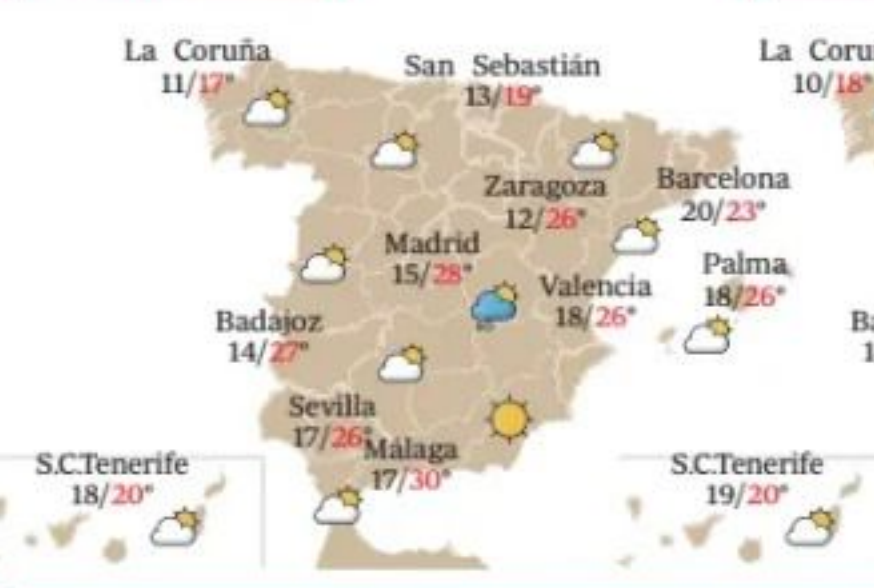 La Coruña
11/17°
San Sebastián
13/19°
La Coru
10/18°
Zaragoza
12/26°
Barcelona
20/23°
Madrid
15/28°
Palma
18/26°
Valencia
18/26°
Badajoz
14/27°
Ba
1
Sevilla
17/26°
Málaga
17/30°
S.C.Tenerife
18/20°
S.C.Tenerife
19/20°